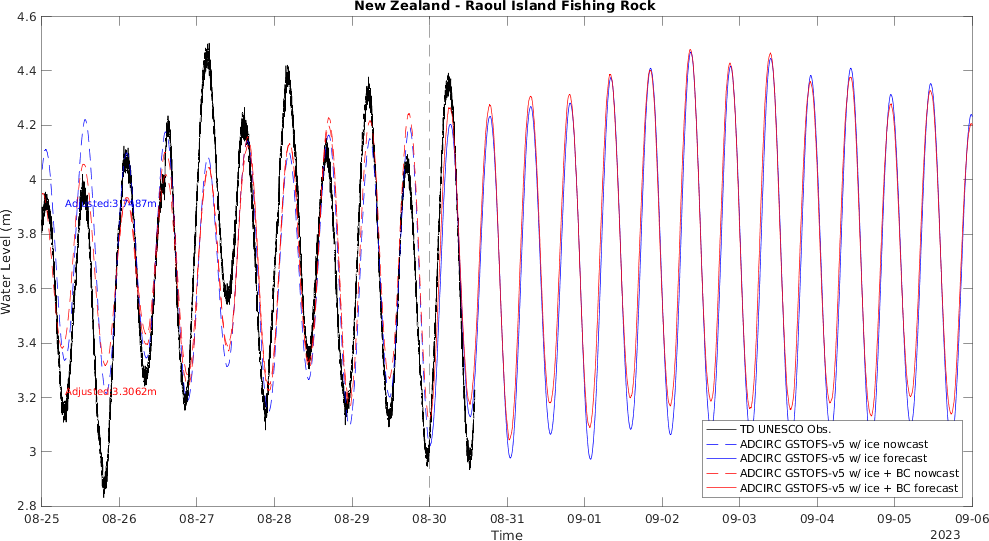 New Zealand - Raoul Island Fishing Rock
4.6
4.4
4.2
4
3.8
3.6
3.4
3.2
3
2.8
Water Level (m)
Adjusted:3.7487m
Adjusted:3.3062m
TD UNESCO Obs.
ADCIRC GSTOFS-v5 w/ ice nowcast
ADCIRC GSTOFS-v5 w/ ice forecast
ADCIRC GSTOFS-v5 w/ ice + BC nowcast
ADCIRC GSTOFS-v5 w/ ice + BC forecast
08-25 08-26 08-27 08-28 08-29 08-30 08-31 09-01 09-02 09-03 09-04 09-05 09-06
Time
2023